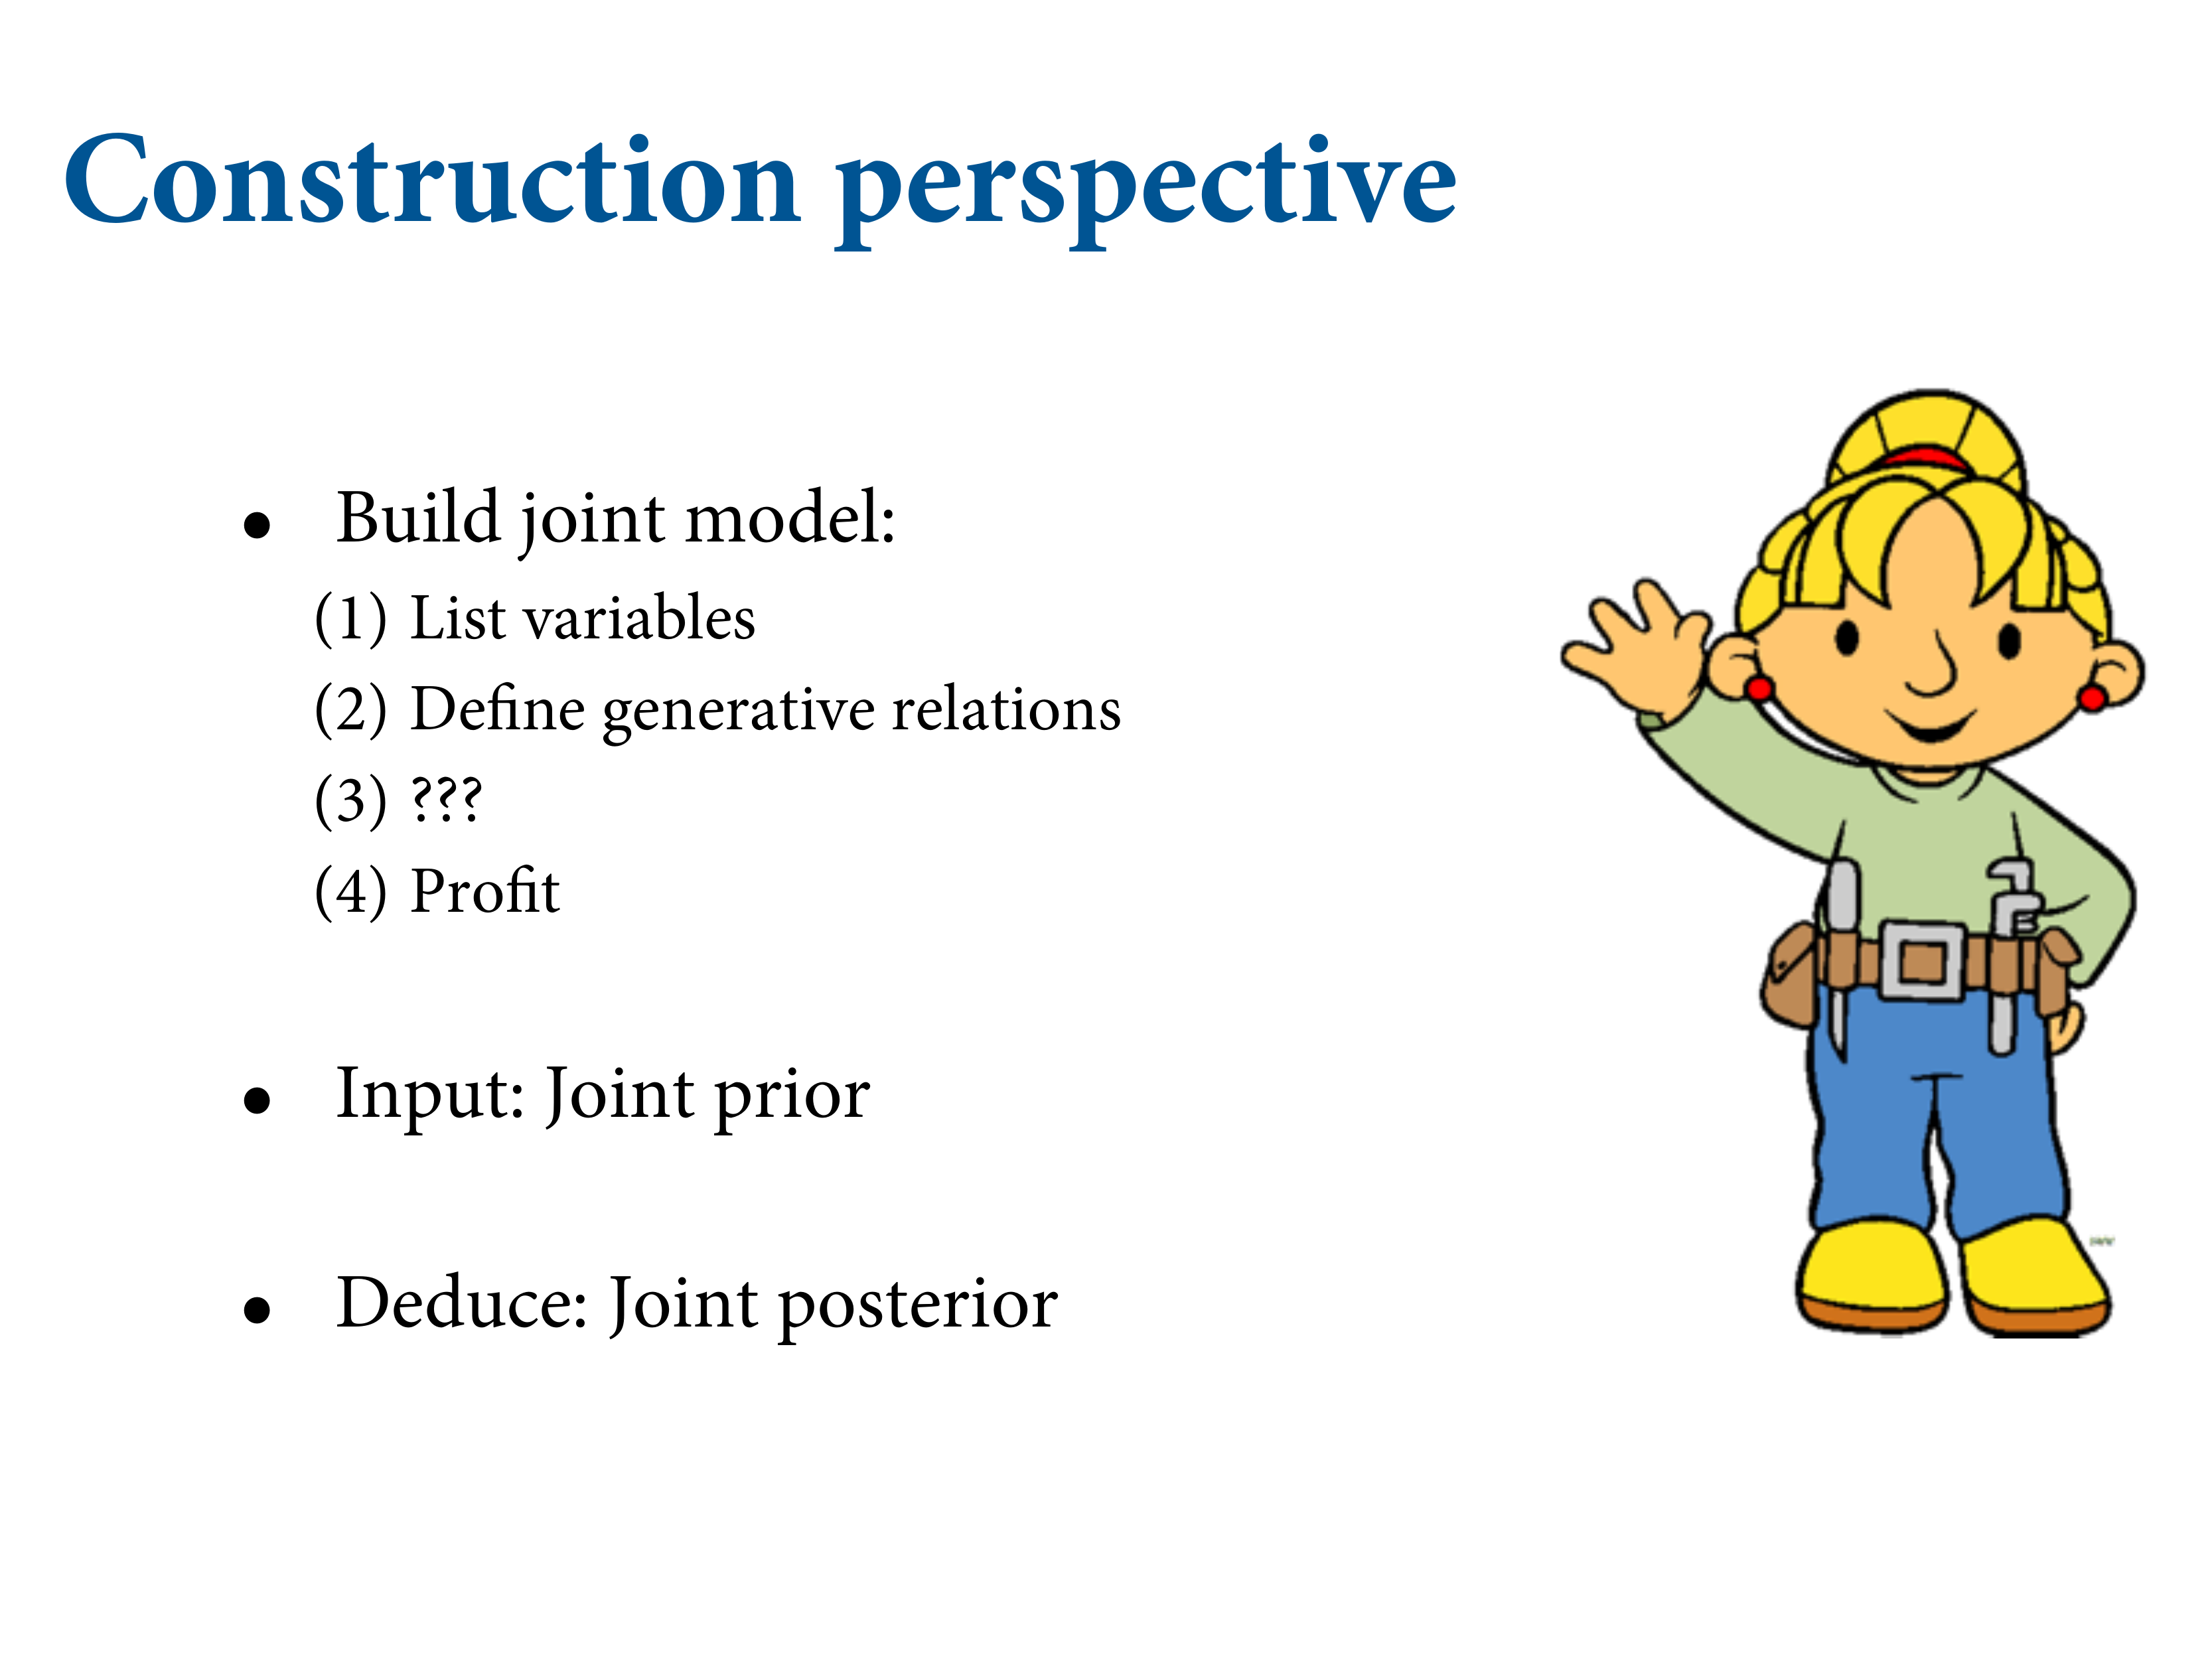 Construction perspective
• Build joint model:
(1) List variables
(2) Define generative relations
(3) ???
(4) Profit
• Input: Joint prior
• Deduce: Joint posterior